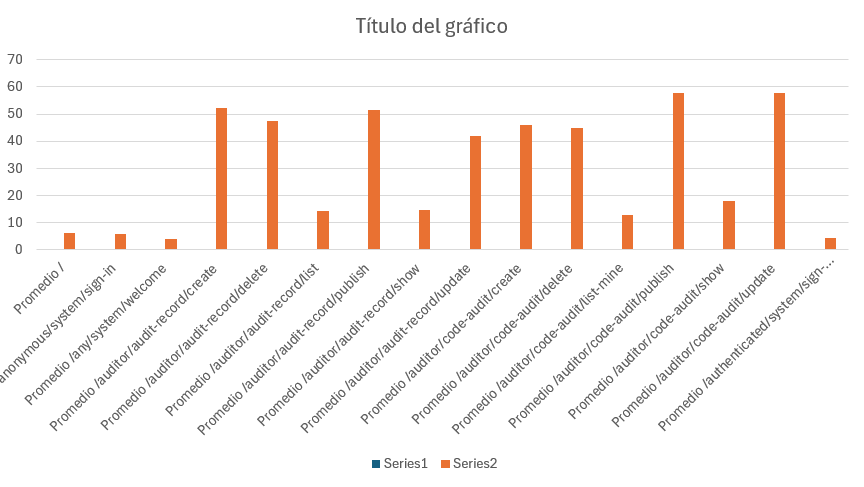 Título del gráfico
70
60
50
40
30
20
10
0
Promedio /
anonymous/system/sign-in
Promedio /any/system/welcome
Promedio /auditor/audit-record/create
Promedio /auditor/audit-record/delete
Promedio /auditor/audit-record/list
Promedio /auditor/audit-record/publish
Promedio /auditor/audit-record/show
Promedio /auditor/audit-record/update
Promedio /auditor/code-audit/create
Promedio /auditor/code-audit/delete
Promedio /auditor/code-audit/list-mine
Promedio /auditor/code-audit/publish
Promedio /auditor/code-audit/show
Promedio /auditor/code-audit/update
Promedio /authenticated/system/sign-...
Series1 Series2